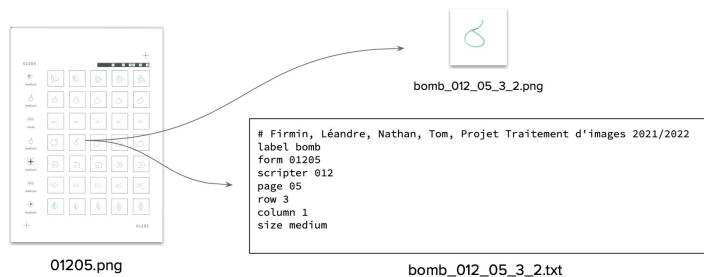 01205
medium
medium
small
medium
medium
medium
medium
01205
01205.png
bomb_012_05_3_2.png
# Firmin, Léandre, Nathan, Tom, Projet Traitement d'images 2021/2022
label bomb
form 01205
scripter 012
page 05
row 3
column 1
size medium
bomb_012_05_3_2.txt